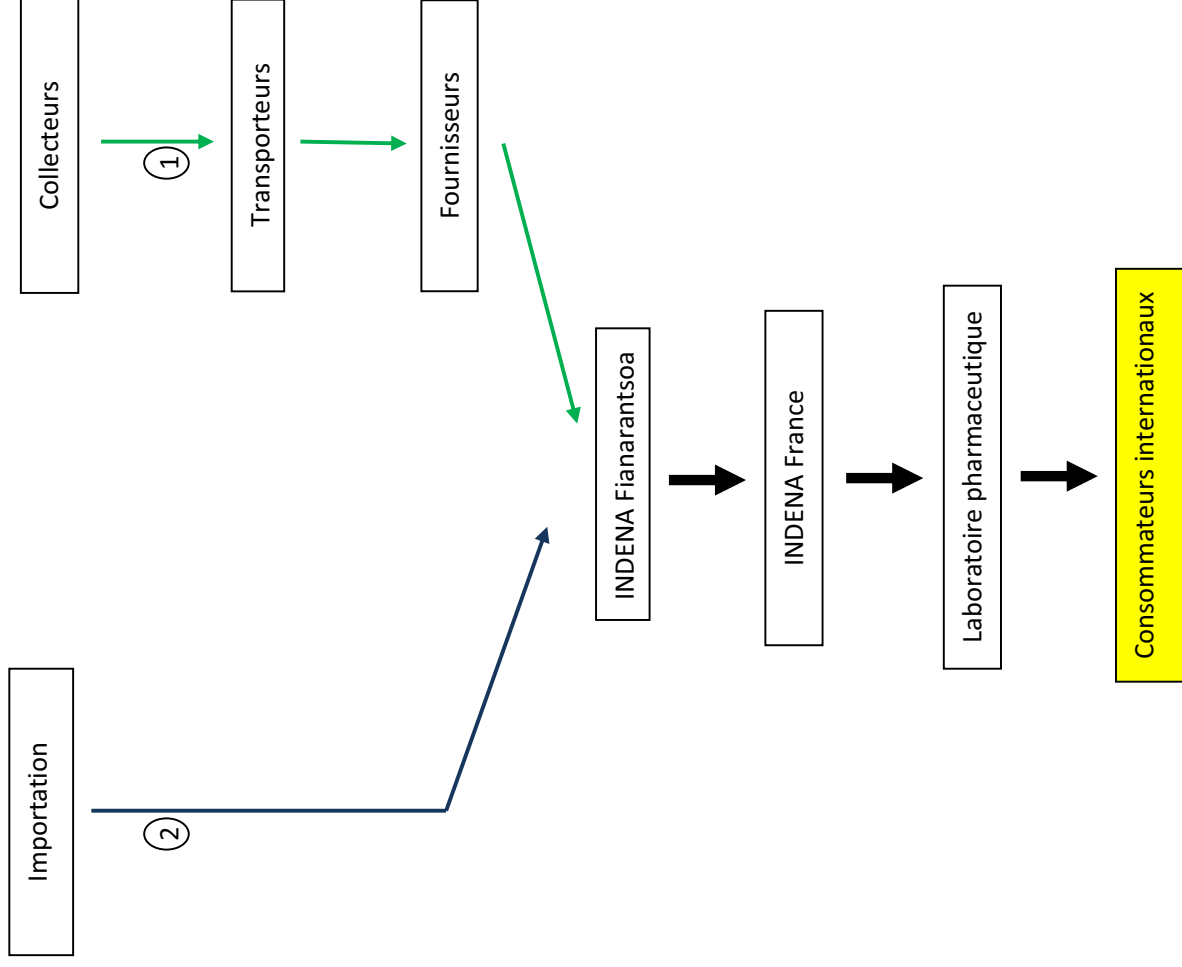 Collecteurs
1
Transporteurs
Fournisseurs
Importation
2
INDENA Fianarantsoa
INDENA France
Laboratoire pharmaceutique
Consommateurs internationaux